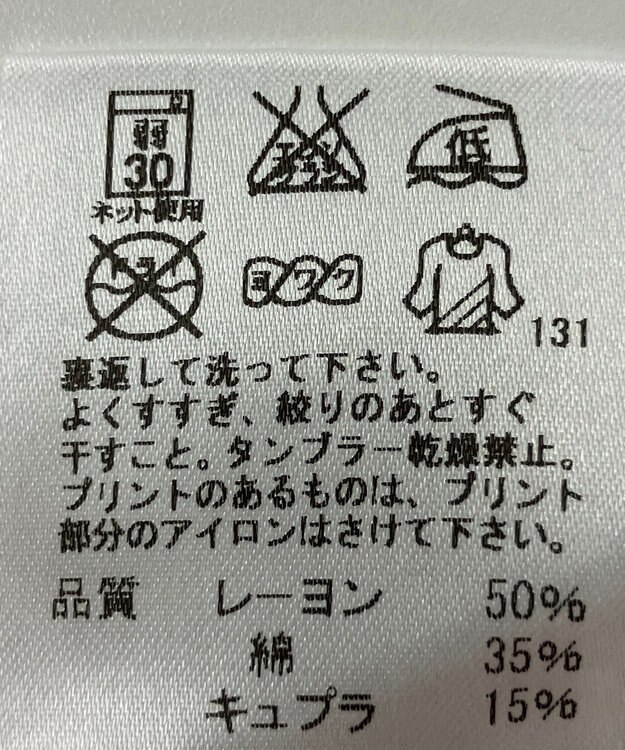 弱
30
ネット使用
エンソ
低
ドライ
ヨワク
131
裏返して洗って下さい。
よくすすぎ、絞りのあとすぐ
干すこと。タンブラー乾燥禁止。
プリントのあるものは、プリント
部分のアイロンはさけて下さい。
品質 レーヨン 50%
綿 35%
キュプラ 15%